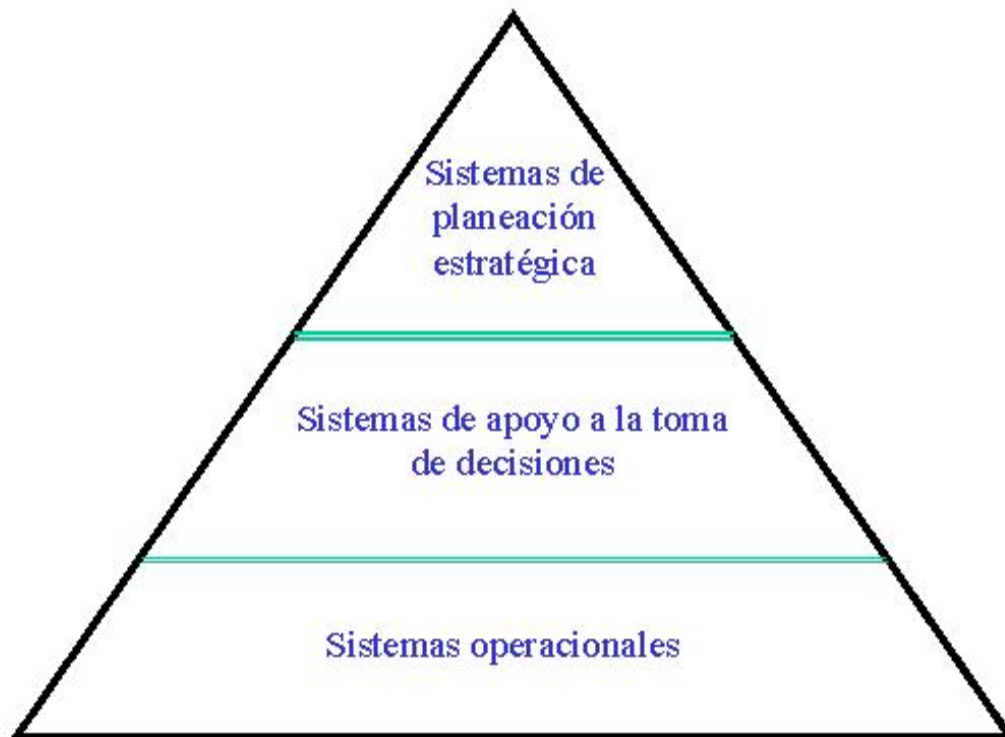 Sistemas de
planeación
estratégica
Sistemas de apoyo a la toma
de decisiones
Sistemas operacionales